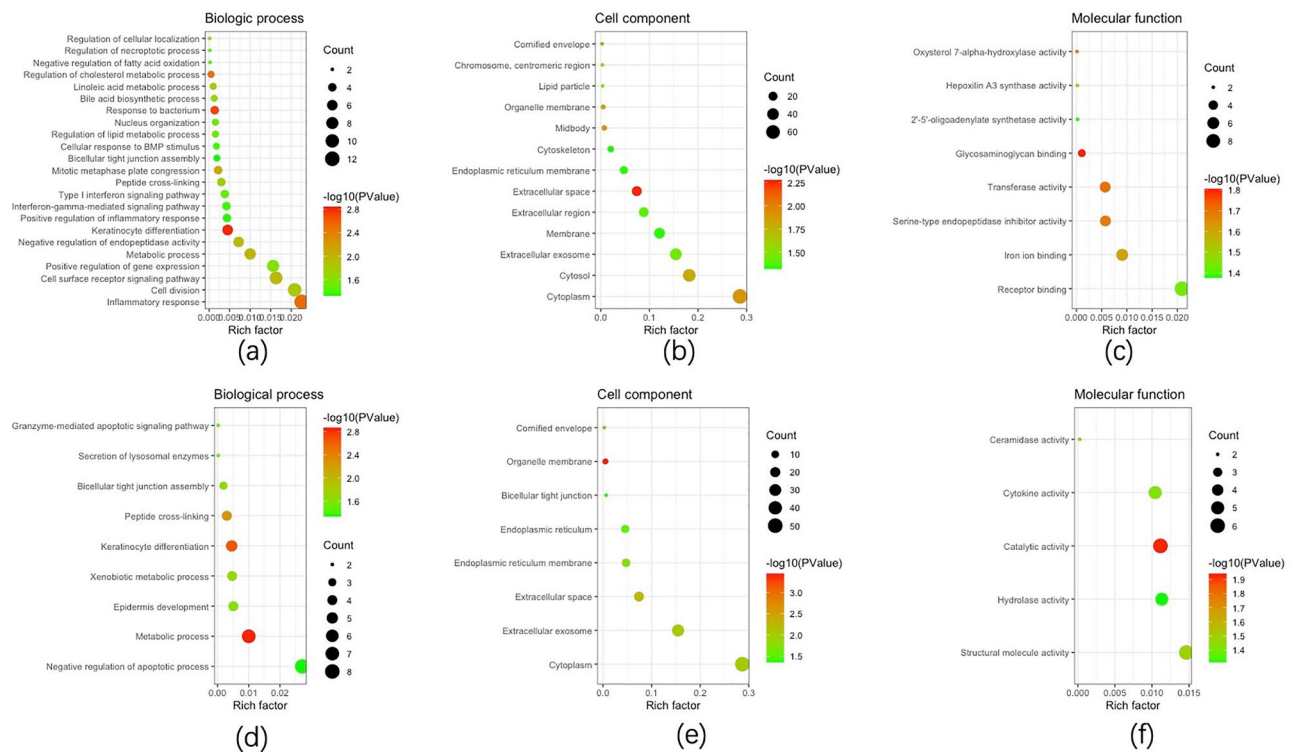 Biologic process
Regulation of cellular localization
Regulation of necroptotic process
Negative regulation of fatty acid oxidation
Regulation of cholesterol metabolic process
Linoleic acid metabolic process
Bile acid biosynthetic process
Response to bacterium
Nucleus organization
Regulation of lipid metabolic process
Cellular response to BMP stimulus
Bicellular tight junction assembly
Mitotic metaphase plate congression
Peptide cross-linking
Type I interferon signaling pathway
Interferon-gamma-mediated signaling pathway
Positive regulation of inflammatory response
Keratinocyte differentiation
Negative regulation of endopeptidase activity
Metabolic process
Positive regulation of gene expression
Cell surface receptor signaling pathway
Cell division
Inflammatory response
0.000 0.005 0.010 0.015 0.020
Rich factor
Count
2
4
6
8
10
12
-log10(PValue)
2.8
2.4
2.0
1.6
(a)
Cell component
Cornified envelope
Chromosome, centromeric region
Lipid particle
Organelle membrane
Midbody
Cytoskeleton
Endoplasmic reticulum membrane
Extracellular space
Extracellular region
Membrane
Extracellular exosome
Cytosol
Cytoplasm
0.0 0.1 0.2 0.3
Rich factor
Count
20
40
60
-log10(PValue)
2.25
2.00
1.75
1.50
(b)
Molecular function
Oxysterol 7-alpha-hydroxylase activity
Hepoxilin A3 synthase activity
2'-5'-oligoadenylate synthetase activity
Glycosaminoglycan binding
Transferase activity
Serine-type endopeptidase inhibitor activity
Iron ion binding
Receptor binding
0.000 0.005 0.010 0.015 0.020
Rich factor
Count
2
4
6
8
-log10(PValue)
1.8
1.7
1.6
1.5
1.4
(c)
Biological process
Granzyme-mediated apoptotic signaling pathway
Secretion of lysosomal enzymes
Bicellular tight junction assembly
Peptide cross-linking
Keratinocyte differentiation
Xenobiotic metabolic process
Epidermis development
Metabolic process
Negative regulation of apoptotic process
0.00 0.01 0.02
Rich factor
-log10(PValue)
2.8
2.4
2.0
1.6
Count
2
3
4
5
6
7
8
(d)
Cell component
Cornified envelope
Organelle membrane
Bicellular tight junction
Endoplasmic reticulum
Endoplasmic reticulum membrane
Extracellular space
Extracellular exosome
Cytoplasm
0.0 0.1 0.2 0.3
Rich factor
Count
10
20
30
40
50
-log10(PValue)
3.0
2.5
2.0
1.5
(e)
Molecular function
Ceramidase activity
Cytokine activity
Catalytic activity
Hydrolase activity
Structural molecule activity
0.000 0.005 0.010 0.015
Rich factor
Count
2
3
4
5
6
-log10(PValue)
1.9
1.8
1.7
1.6
1.5
1.4
(f)